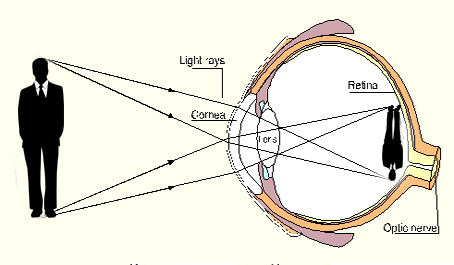 Light rays
Retina
Cornea
Lens
Optic nerve